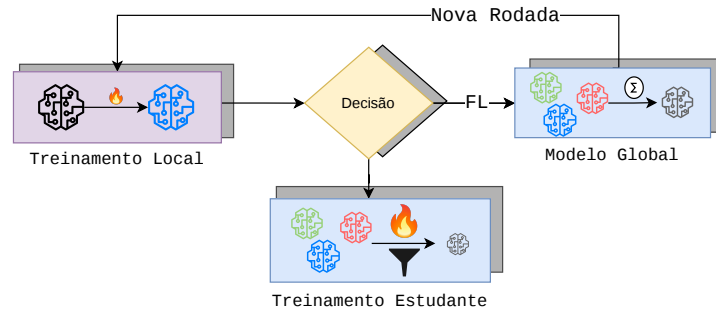 Nova Rodada
Decisão
FL
Σ
Treinamento Local
Modelo Global
Treinamento Estudante